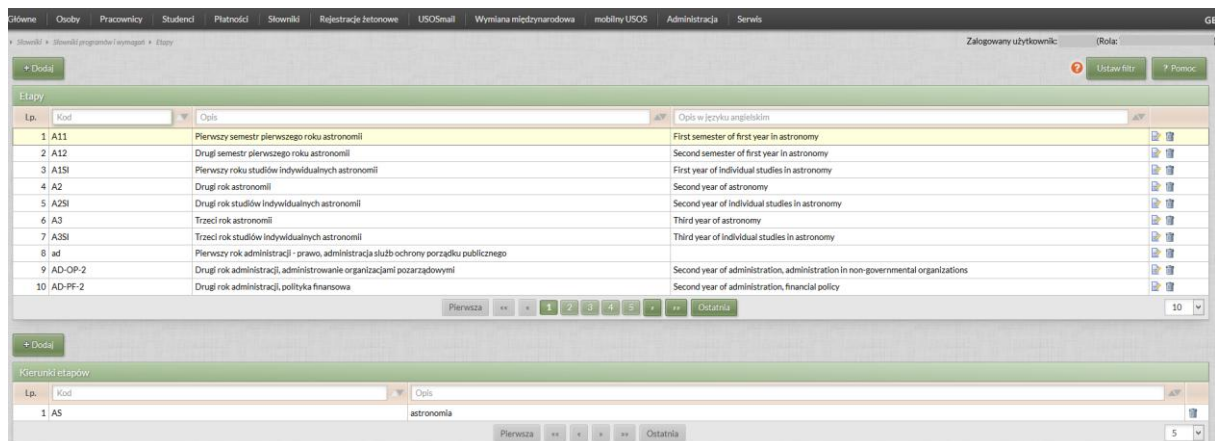 Główne Osoby Pracownicy Studenci Płatności Słowniki Rejestracje żetonowe USOSmail Wymiana międzynarodowa mobilny USOS Administracja Serwis GE
Słowniki Słowniki programów i wymagań Etapy Zalogowany użytkownik: (Rola:
+ Dodaj ? Ustaw filtr ? Pomoc
Etapy
Lp. Kod Opis Opis w języku angielskim
1 A11 Pierwszy semestr pierwszego roku astronomii First semester of first year in astronomy
2 A12 Drugi semestr pierwszego roku astronomii Second semester of first year in astronomy
3 A1SI Pierwszy roku studiów indywidualnych astronomii First year of individual studies in astronomy
4 A2 Drugi rok astronomii Second year of astronomy
5 A2SI Drugi rok studiów indywidualnych astronomii Second year of individual studies in astronomy
6 A3 Trzeci rok astronomii Third year of astronomy
7 A3SI Trzeci rok studiów indywidualnych astronomii Third year of individual studies in astronomy
8 ad Pierwszy rok administracji - prawo, administracja służb ochrony porządku publicznego
9 AD-OP-2 Drugi rok administracji, administrowanie organizacjami pozarządowymi Second year of administration, administration in non-governmental organizations
10 AD-PF-2 Drugi rok administracji, polityka finansowa Second year of administration, financial policy
Pierwsza «« « 1 2 3 4 5 » »» Ostatnia 10
+ Dodaj
Kierunki etapów
Lp. Kod Opis
1 AS astronomia
Pierwsza «« « » »» Ostatnia 5